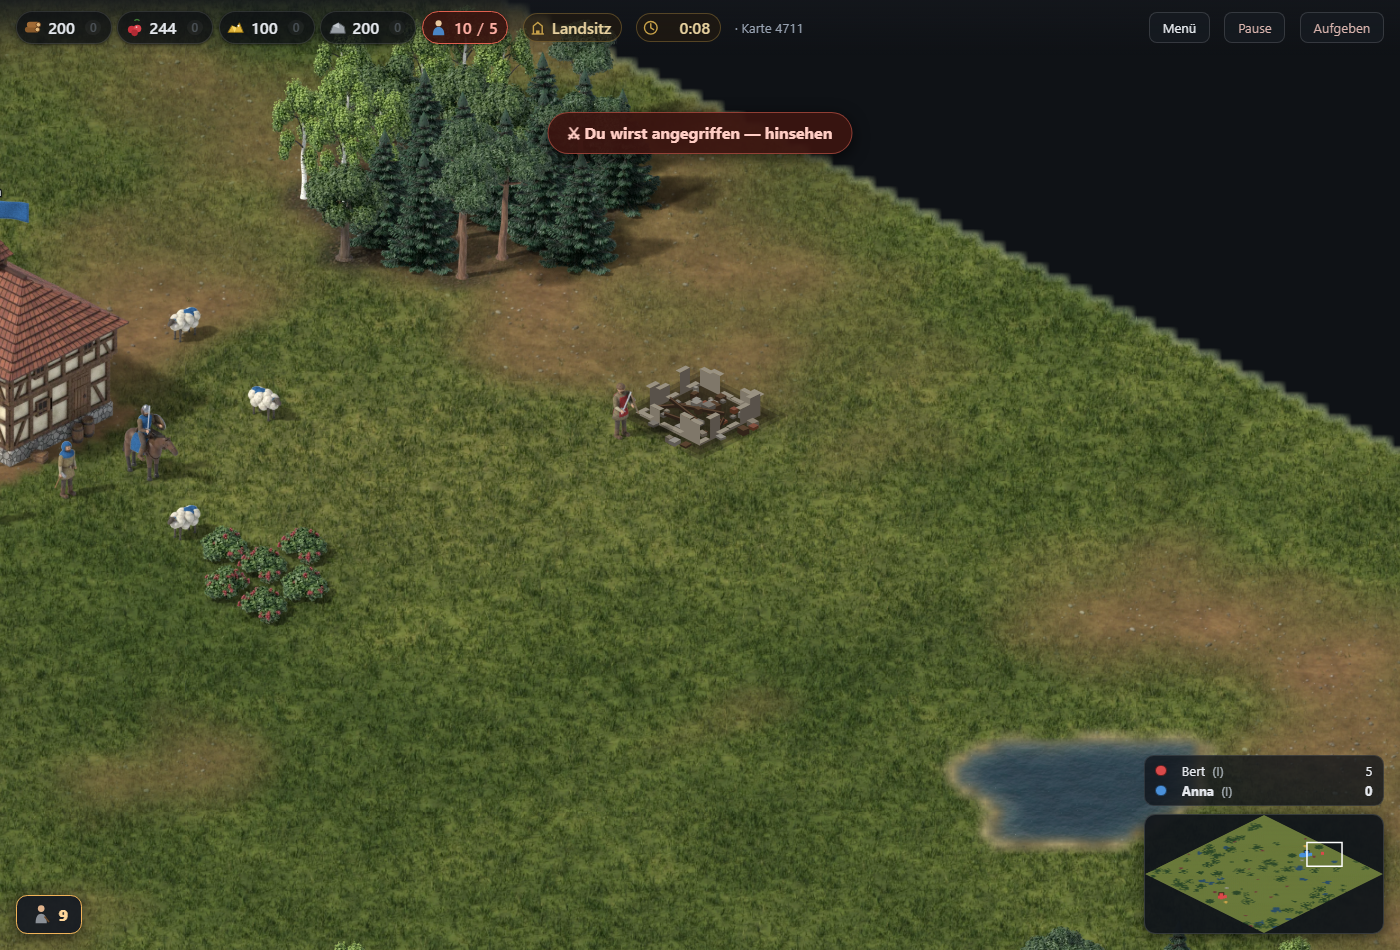 200 0 244 0 100 0 200 0 10 / 5 Landsitz 0:08 · Karte 4711 Menü Pause Aufgeben
⚔ Du wirst angegriffen — hinsehen
Bert (I) 5
Anna (I) 0
9